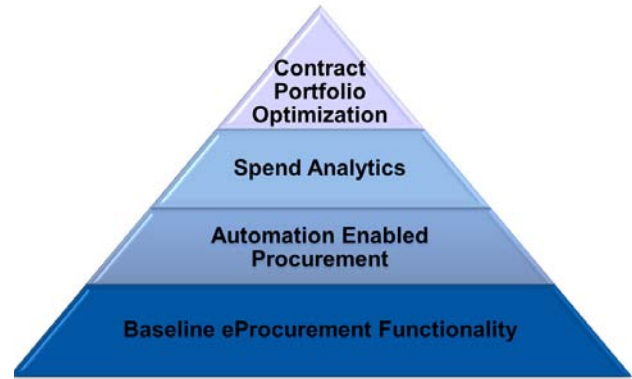 Contract
Portfolio
Optimization
Spend Analytics
Automation Enabled
Procurement
Baseline eProcurement Functionality